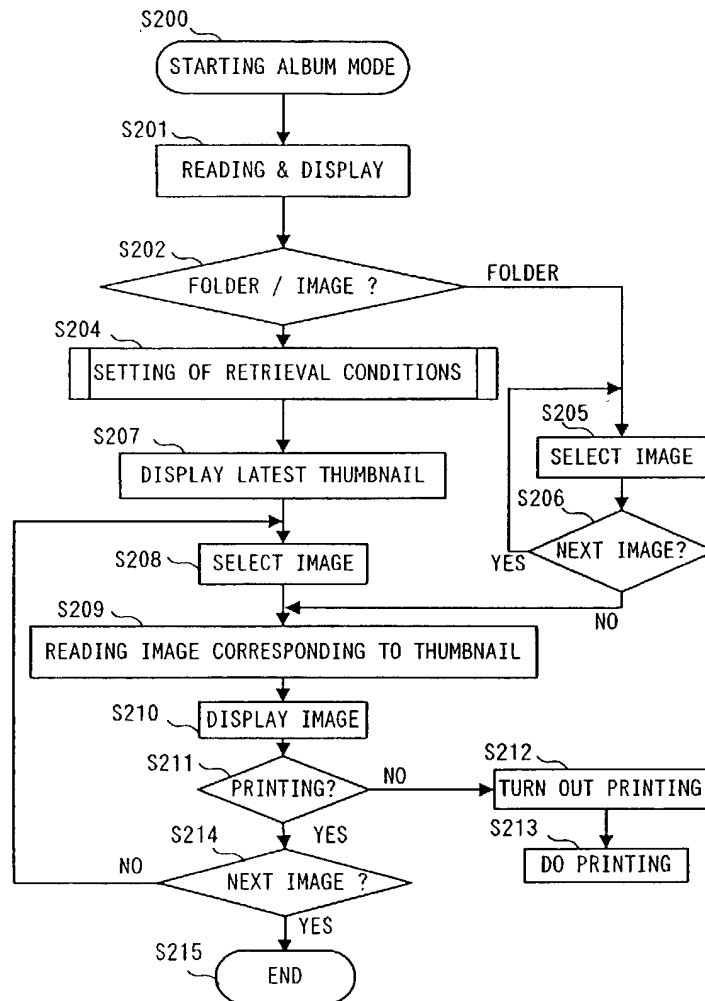 S200
STARTING ALBUM MODE
S201
READING & DISPLAY
S202
FOLDER / IMAGE ?
FOLDER
S204
SETTING OF RETRIEVAL CONDITIONS
S205
SELECT IMAGE
S206
NEXT IMAGE?
YES
NO
S207
DISPLAY LATEST THUMBNAIL
S208
SELECT IMAGE
S209
READING IMAGE CORRESPONDING TO THUMBNAIL
S210
DISPLAY IMAGE
S211
PRINTING?
NO
YES
S212
TURN OUT PRINTING
S213
DO PRINTING
S214
NEXT IMAGE ?
NO
YES
S215
END